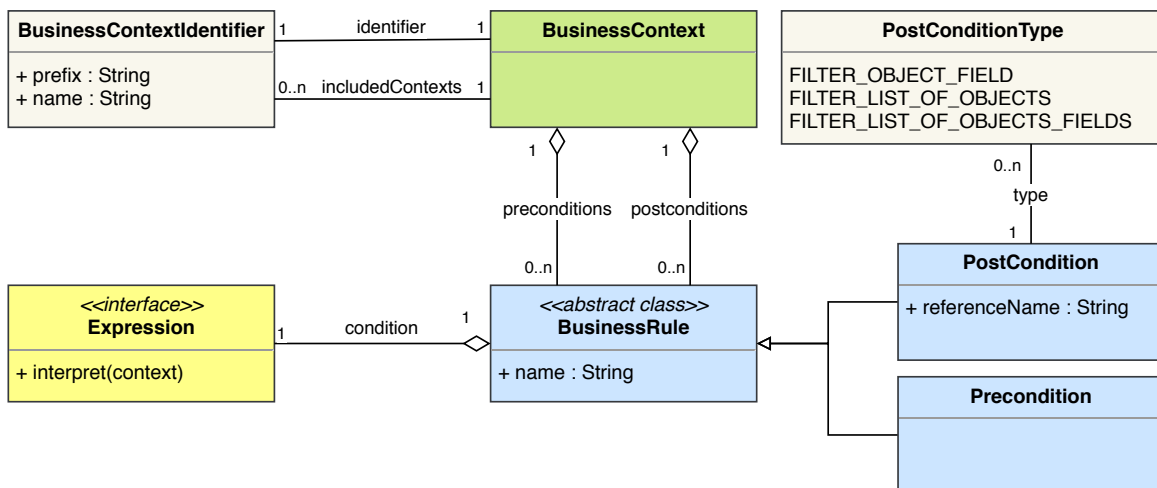 BusinessContextIdentifier
+ prefix : String
+ name : String
1
identifier
1
0..n
includedContexts
1
BusinessContext
PostConditionType
FILTER_OBJECT_FIELD
FILTER_LIST_OF_OBJECTS
FILTER_LIST_OF_OBJECTS_FIELDS
1
preconditions
0..n
1
postconditions
0..n
0..n
type
1
<<interface>>
Expression
+ interpret(context)
1
condition
1
<<abstract class>>
BusinessRule
+ name : String
PostCondition
+ referenceName : String
Precondition